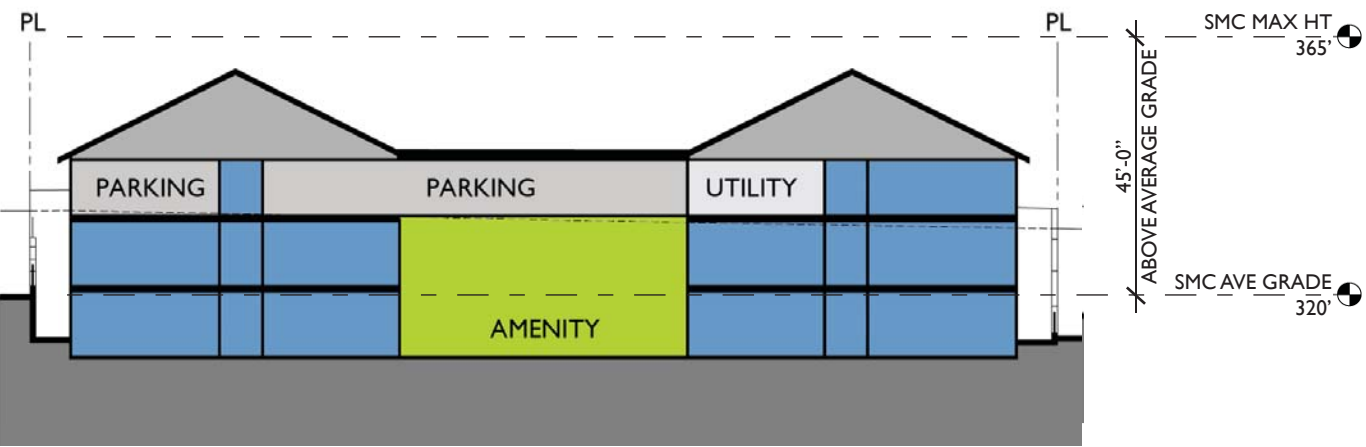 PL
PL
SMC MAX HT
365'
PARKING
PARKING
UTILITY
45'-0"
ABOVE AVERAGE GRADE
SMC AVE GRADE
320'
AMENITY